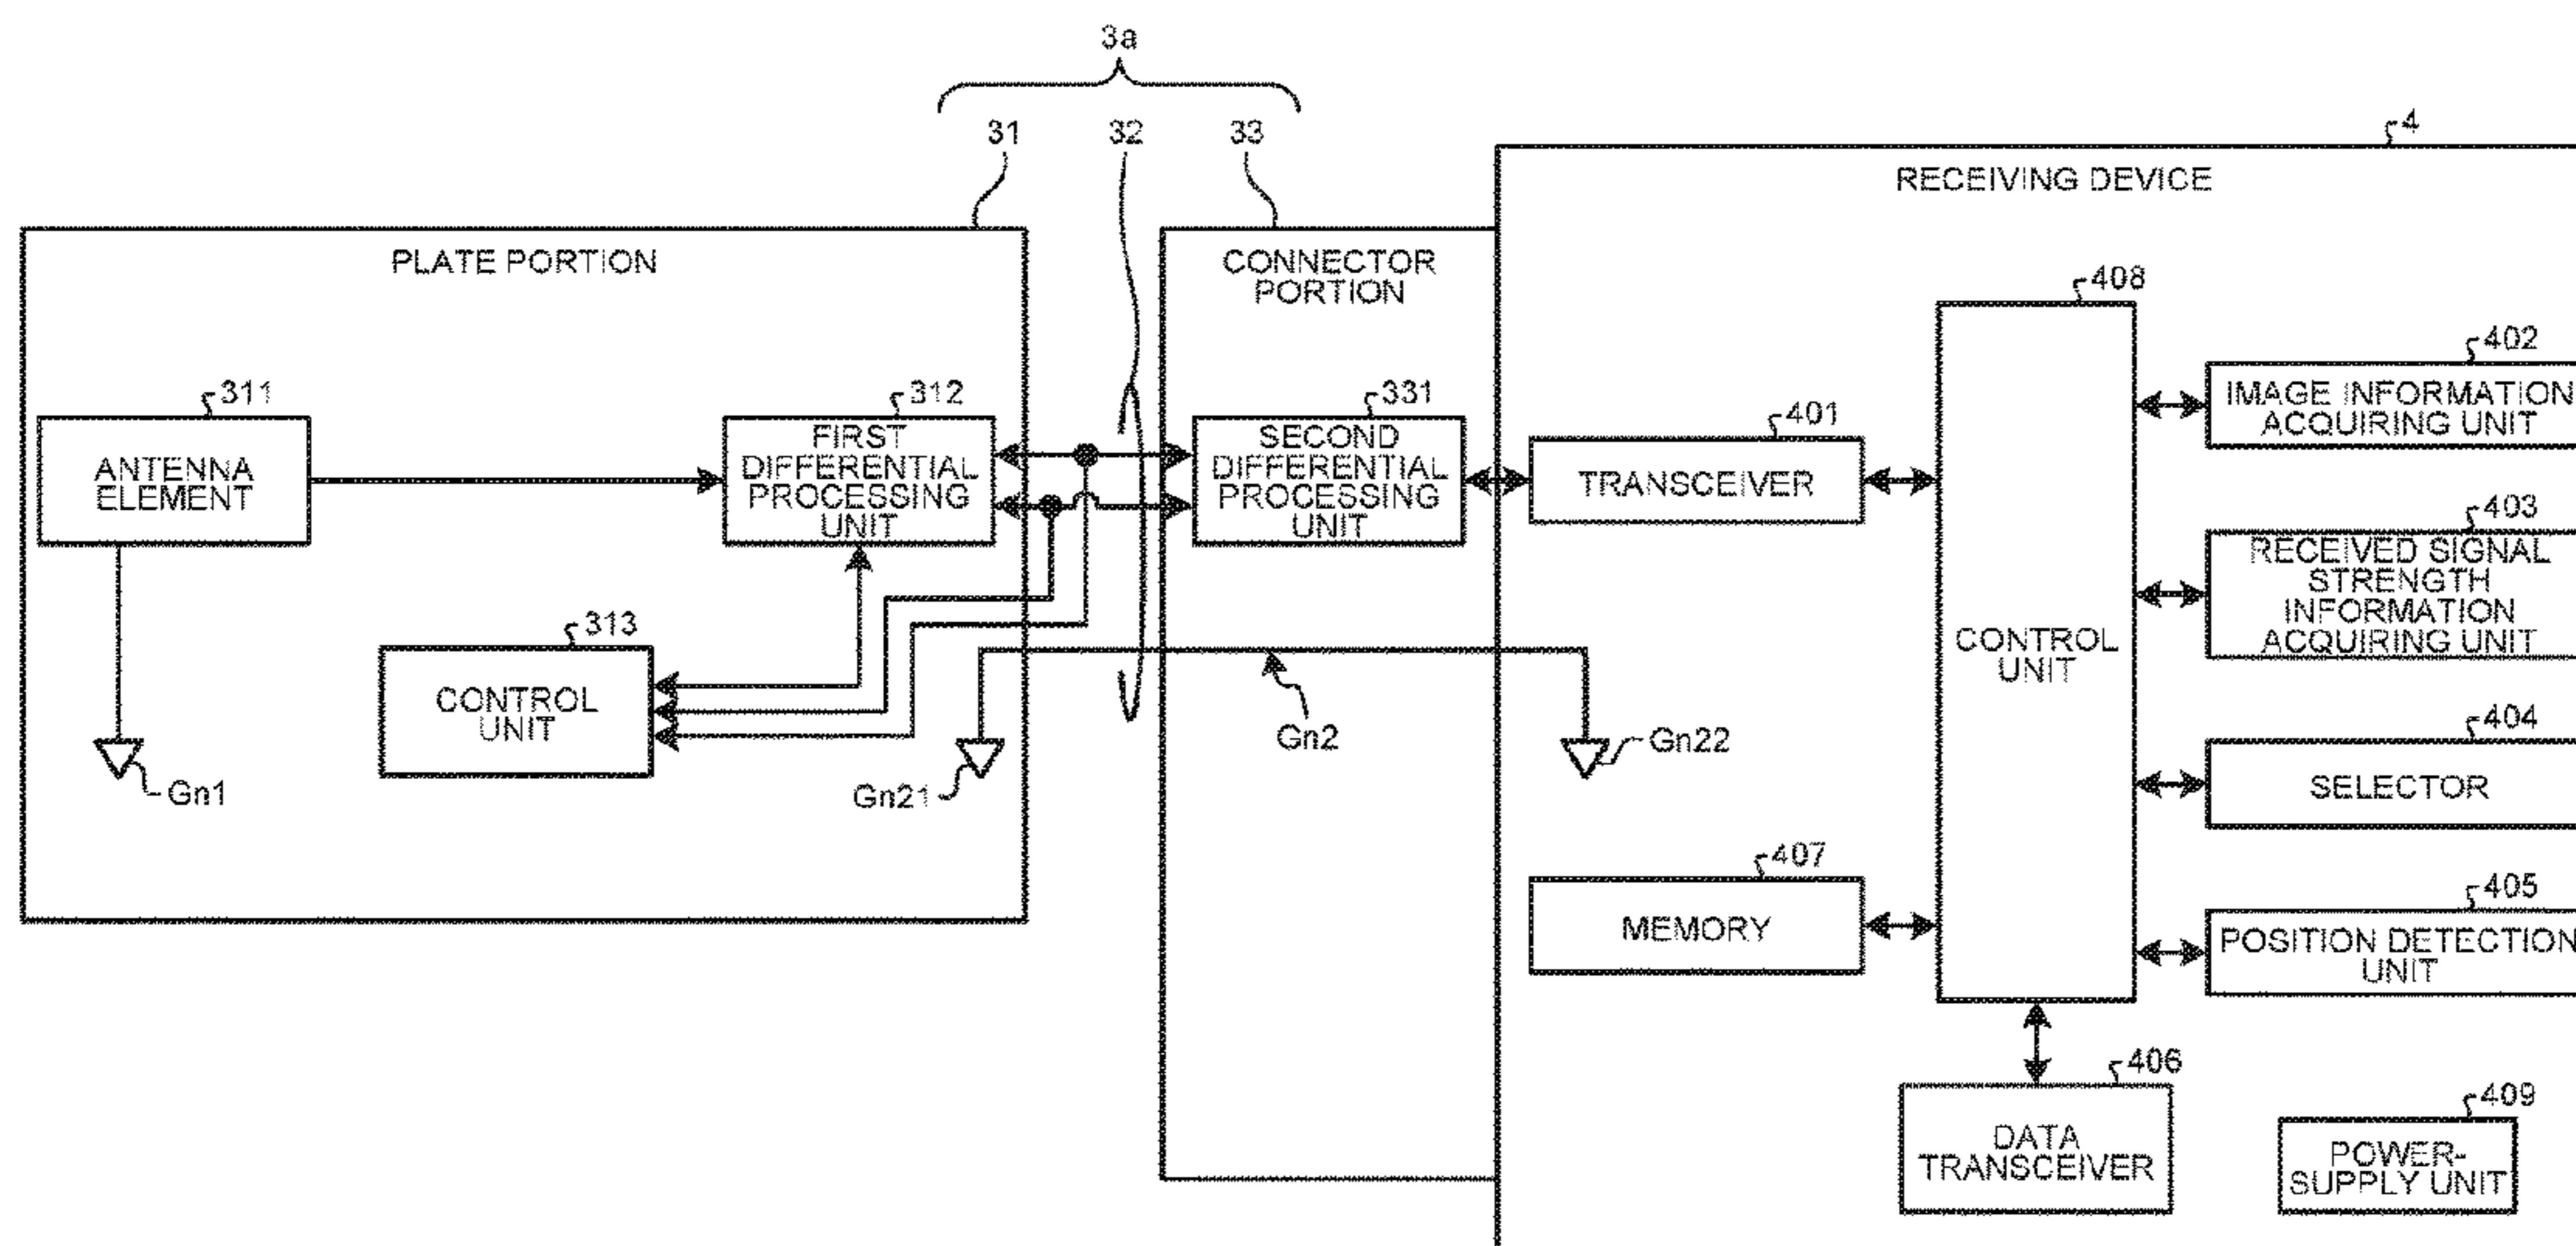 3a
31
32
33
4
RECEIVING DEVICE
PLATE PORTION
CONNECTOR
PORTION
408
402
IMAGE INFORMATION
ACQUIRING UNIT
311
ANTENNA
ELEMENT
312
FIRST
DIFFERENTIAL
PROCESSING
UNIT
331
SECOND
DIFFERENTIAL
PROCESSING
UNIT
401
TRANSCEIVER
403
RECEIVED SIGNAL
STRENGTH
INFORMATION
ACQUIRING UNIT
313
CONTROL
UNIT
CONTROL
UNIT
Gn1
Gn21
Gn2
Gn22
404
SELECTOR
407
MEMORY
405
POSITION DETECTION
UNIT
406
DATA
TRANSCEIVER
409
POWER-
SUPPLY UNIT